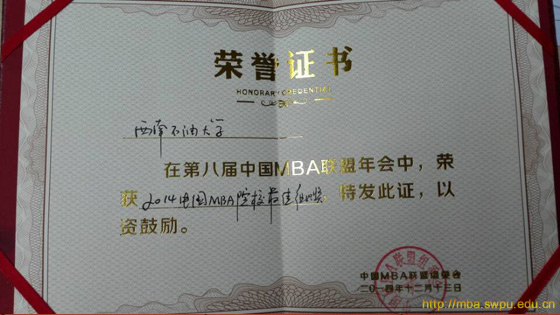 荣誉证书
HONORARY CREDENTIAL
西南石油大学
在第八届中国MBA联盟年会中，荣
获2014中国MBA院校最佳组织奖，特发此证，以
资鼓励。
中国MBA联盟组委会
二〇一四年十二月十三日
http://mba.swpu.edu.cn